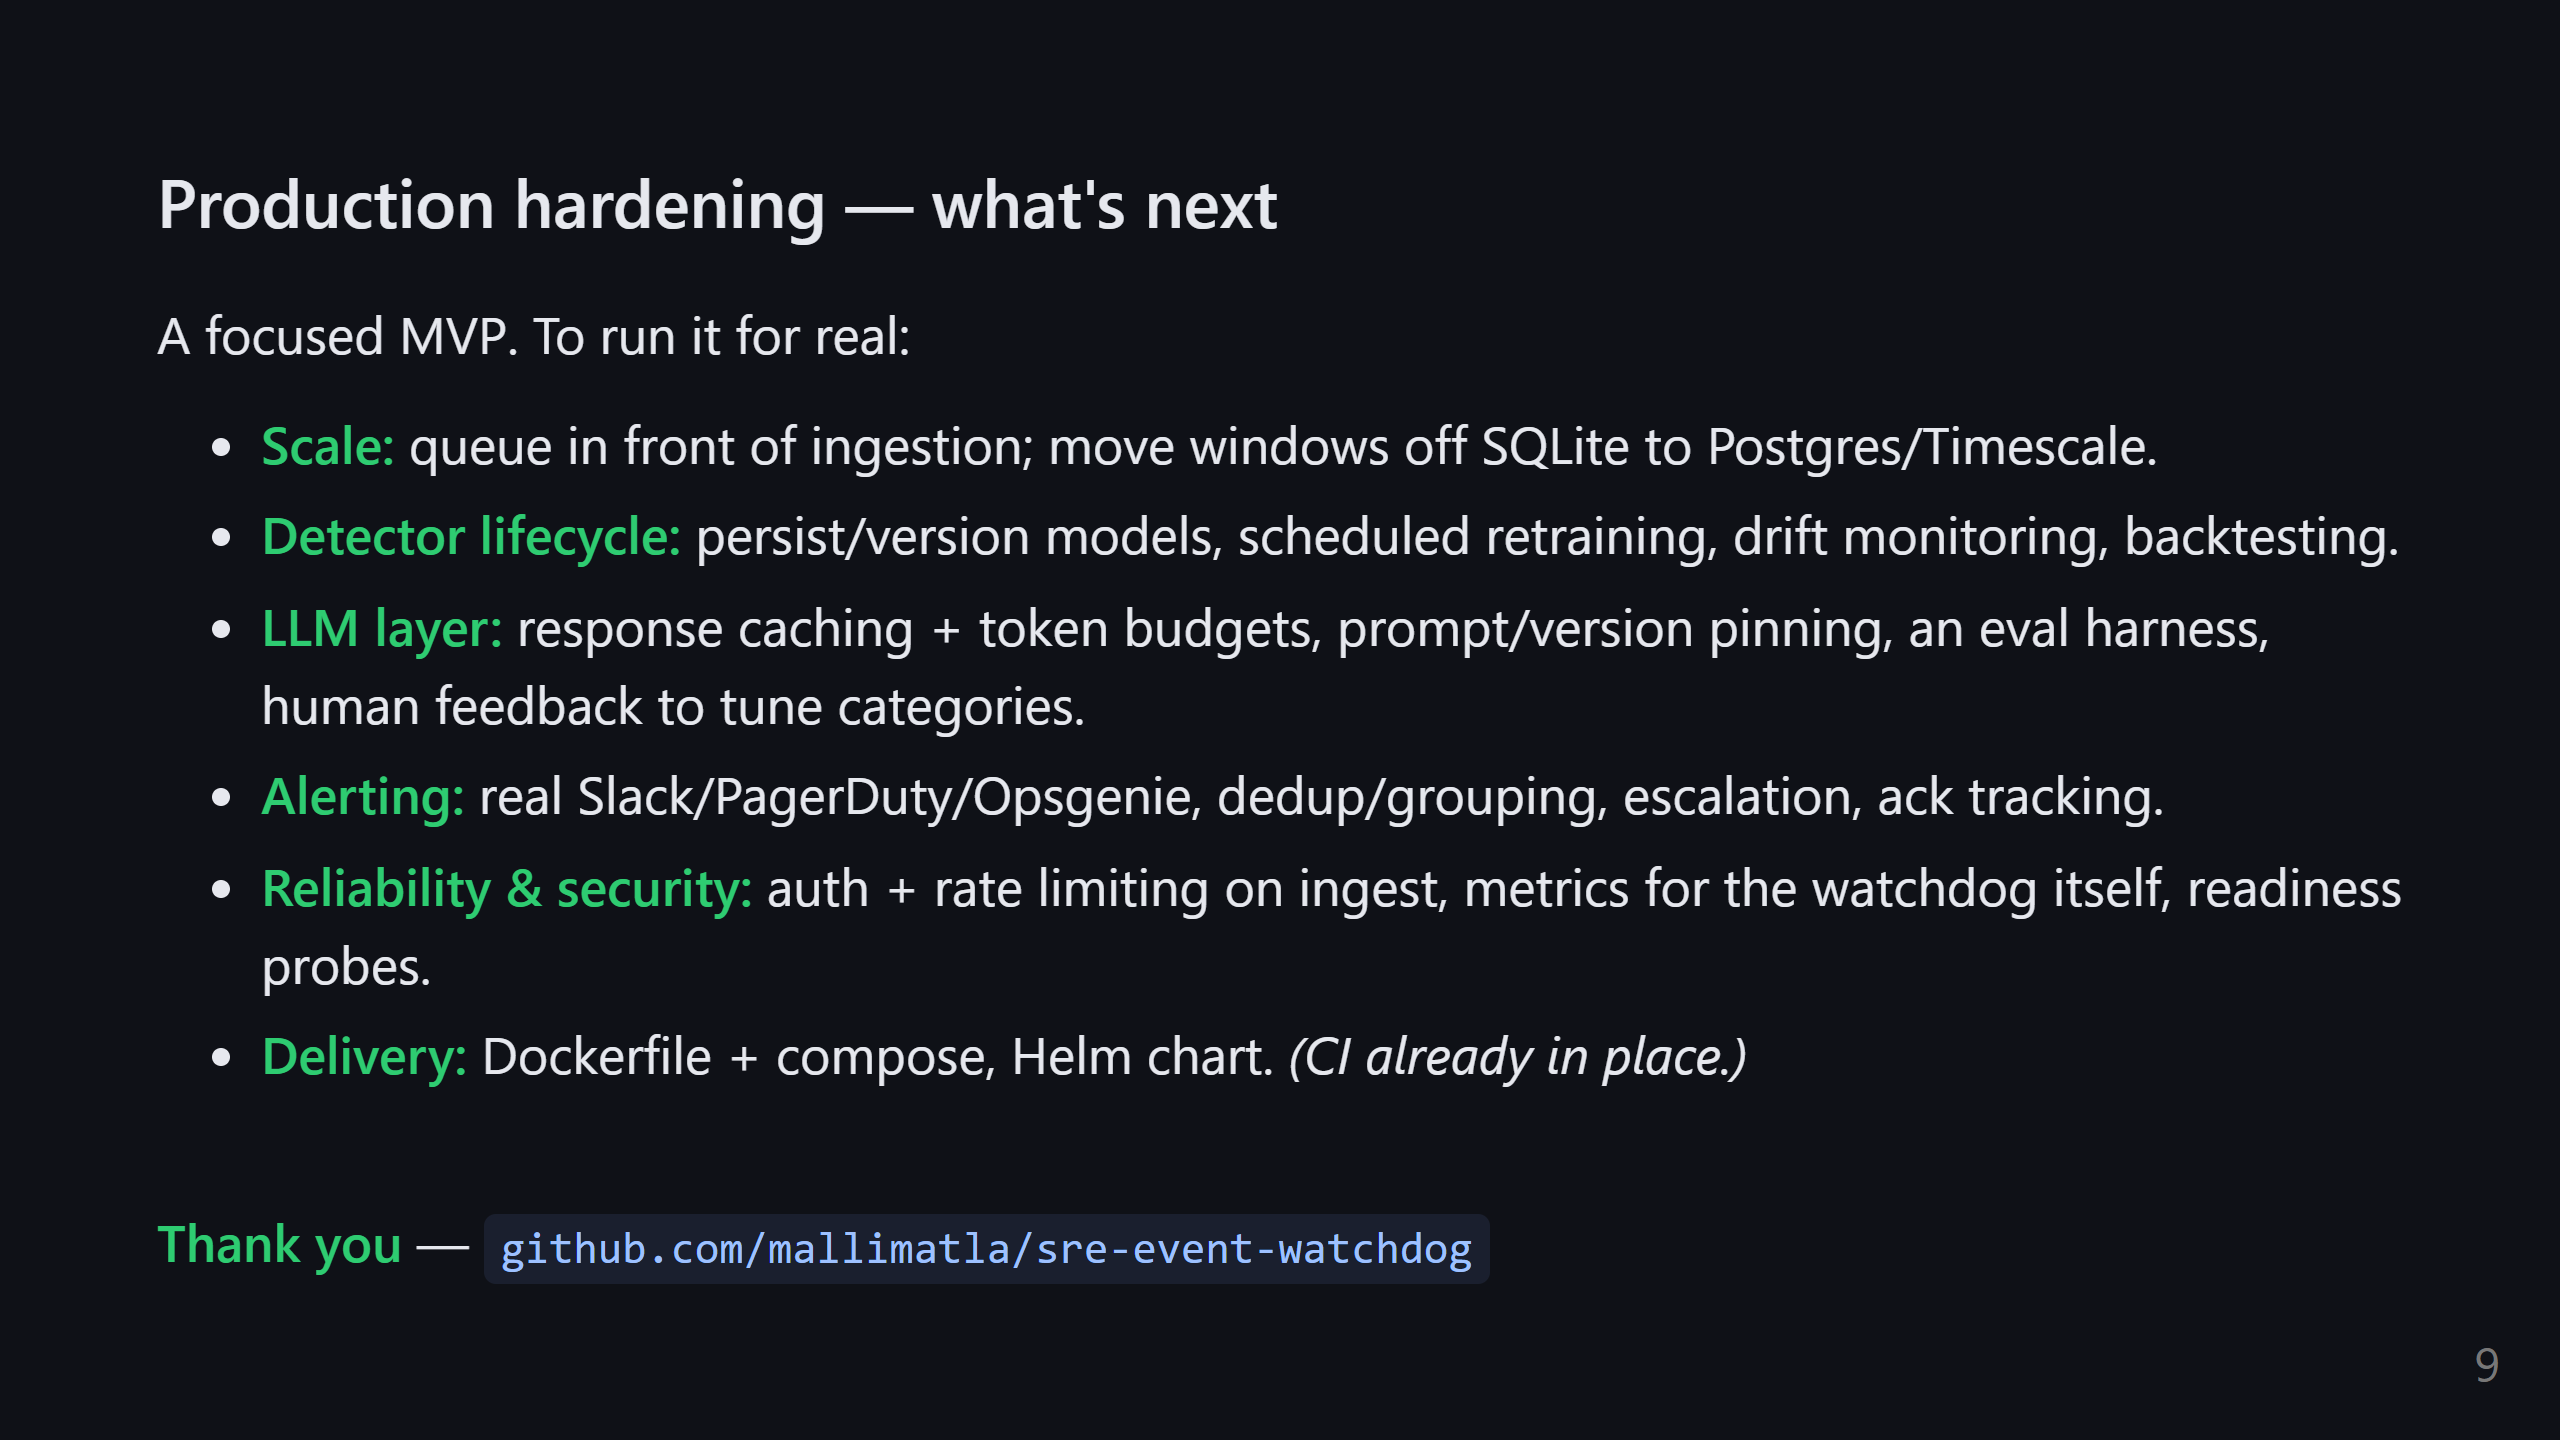 Production hardening — what's next
A focused MVP. To run it for real:
• Scale: queue in front of ingestion; move windows off SQLite to Postgres/Timescale.
• Detector lifecycle: persist/version models, scheduled retraining, drift monitoring, backtesting.
• LLM layer: response caching + token budgets, prompt/version pinning, an eval harness,
human feedback to tune categories.
• Alerting: real Slack/PagerDuty/Opsgenie, dedup/grouping, escalation, ack tracking.
• Reliability & security: auth + rate limiting on ingest, metrics for the watchdog itself, readiness
probes.
• Delivery: Dockerfile + compose, Helm chart. (CI already in place.)
Thank you — github.com/mallimatla/sre-event-watchdog
9